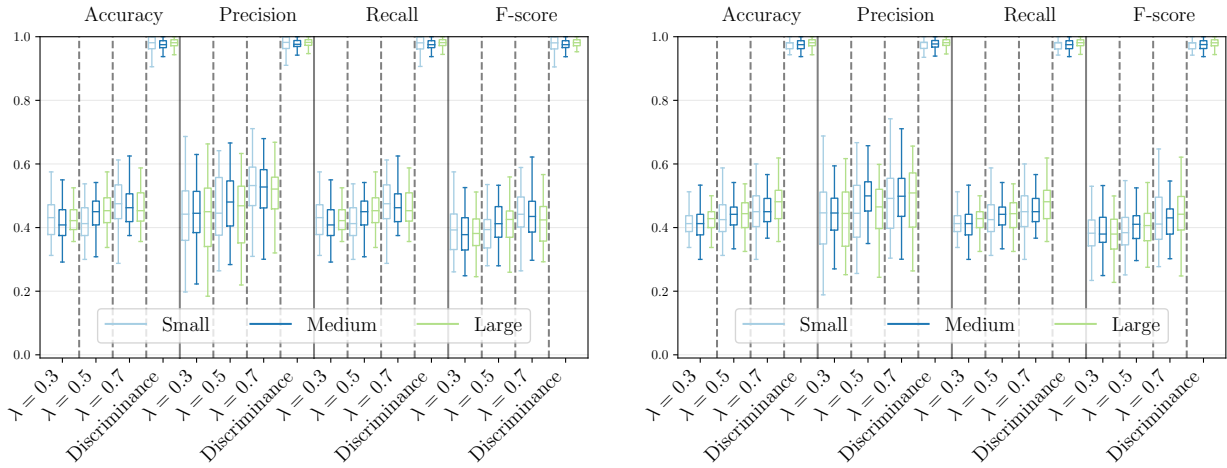 Accuracy Precision Recall F-score
1.0
0.8
0.6
0.4
0.2
0.0
Small Medium Large
λ = 0.3
λ = 0.5
λ = 0.7
Discriminance
λ = 0.3
λ = 0.5
λ = 0.7
Discriminance
λ = 0.3
λ = 0.5
λ = 0.7
Discriminance
λ = 0.3
λ = 0.5
λ = 0.7
Discriminance
Accuracy Precision Recall F-score
1.0
0.8
0.6
0.4
0.2
0.0
Small Medium Large
λ = 0.3
λ = 0.5
λ = 0.7
Discriminance
λ = 0.3
λ = 0.5
λ = 0.7
Discriminance
λ = 0.3
λ = 0.5
λ = 0.7
Discriminance
λ = 0.3
λ = 0.5
λ = 0.7
Discriminance